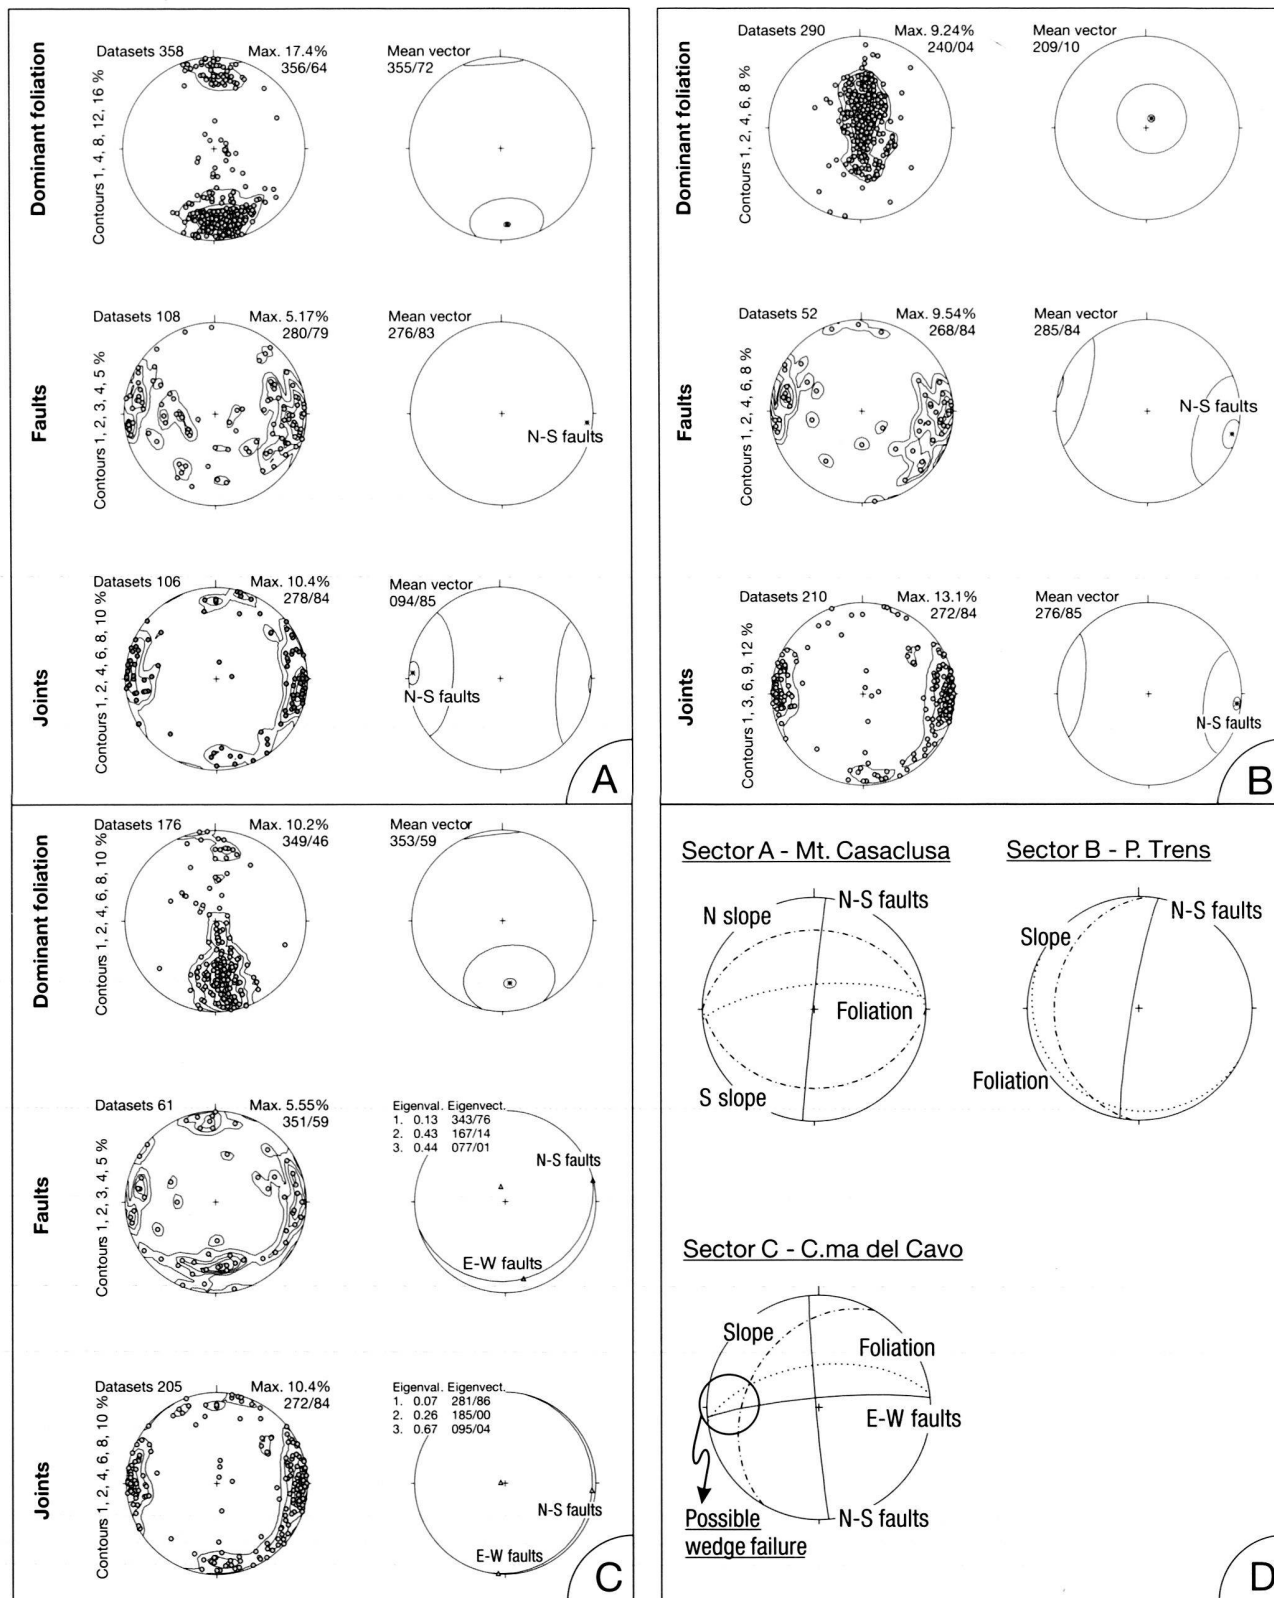 Dominant foliation
Contours 1, 4, 8, 12, 16 %
Datasets 358
Max. 17.4%
356/64
Mean vector
355/72
Faults
Contours 1, 2, 3, 4, 5 %
Datasets 108
Max. 5.17%
280/79
Mean vector
276/83
N-S faults
Joints
Contours 1, 2, 4, 6, 8, 10 %
Datasets 106
Max. 10.4%
278/84
Mean vector
094/85
N-S faults
A
Dominant foliation
Contours 1, 2, 4, 6, 8 %
Datasets 290
Max. 9.24%
240/04
Mean vector
209/10
Faults
Contours 1, 2, 4, 6, 8 %
Datasets 52
Max. 9.54%
268/84
Mean vector
285/84
N-S faults
Joints
Contours 1, 3, 6, 9, 12 %
Datasets 210
Max. 13.1%
272/84
Mean vector
276/85
N-S faults
B
Dominant foliation
Contours 1, 2, 4, 6, 8, 10 %
Datasets 176
Max. 10.2%
349/46
Mean vector
353/59
Faults
Contours 1, 2, 3, 4, 5 %
Datasets 61
Max. 5.55%
351/59
Eigenval. Eigenvect.
1. 0.13 343/76
2. 0.43 167/14
3. 0.44 077/01
N-S faults
E-W faults
Joints
Contours 1, 2, 4, 6, 8, 10 %
Datasets 205
Max. 10.4%
272/84
Eigenval. Eigenvect.
1. 0.07 281/86
2. 0.26 185/00
3. 0.67 095/04
N-S faults
E-W faults
C
Sector A - Mt. Casaclusa
N-S faults
N slope
Foliation
S slope
Sector B - P. Trens
N-S faults
Slope
Foliation
Sector C - C.ma del Cavo
Slope
Foliation
E-W faults
N-S faults
Possible
wedge failure
D